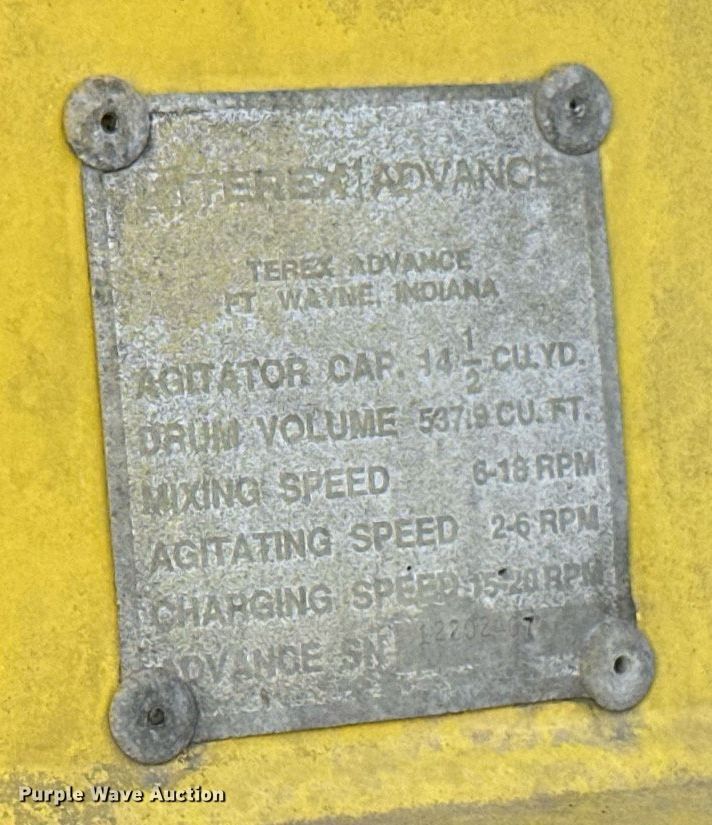 TEREX ADVANCE
TEREX ADVANCE
FT. WAYNE, INDIANA
AGITATOR CAP. 14 1/2 CU.YD.
DRUM VOLUME 537.9 CU. FT.
MIXING SPEED 6-18 RPM
AGITATING SPEED 2-6 RPM
CHARGING SPEED 15-20 RPM
ADVANCE SN
Purple Wave Auction